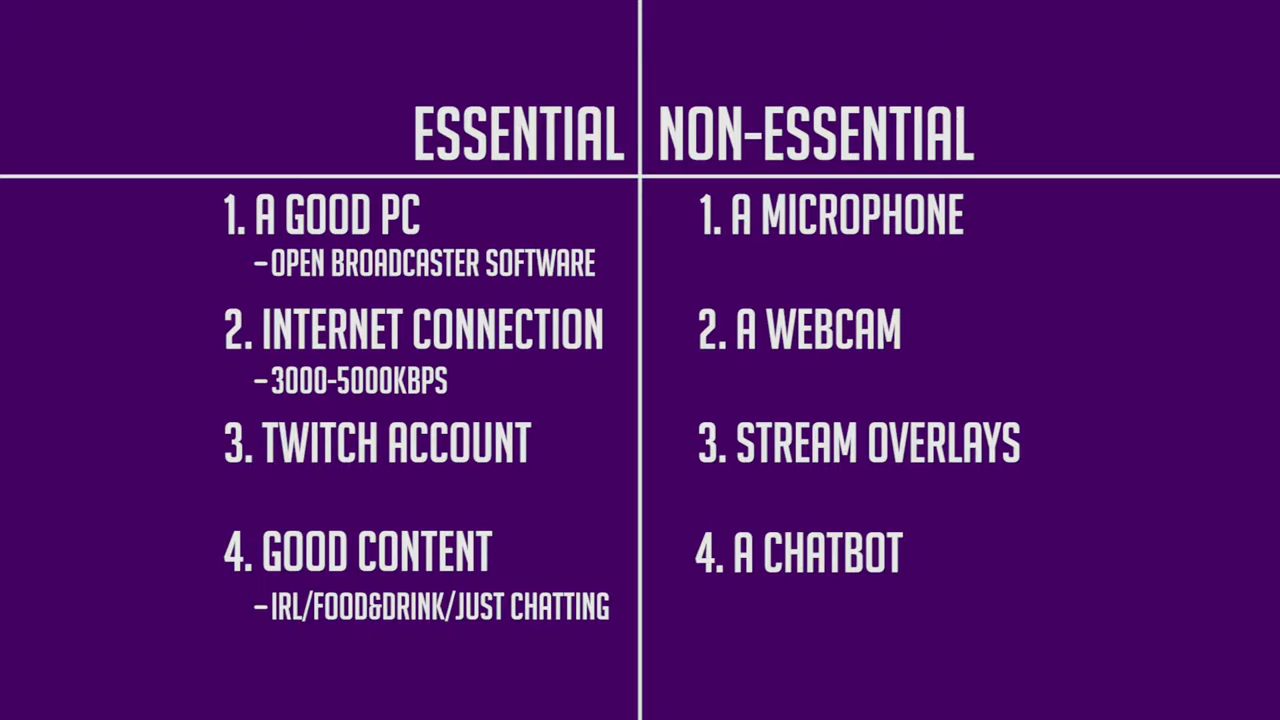 ESSENTIAL
1. A GOOD PC
-OPEN BROADCASTER SOFTWARE
2. INTERNET CONNECTION
-3000-5000KBPS
3. TWITCH ACCOUNT
4. GOOD CONTENT
-IRL/FOOD&DRINK/JUST CHATTING
NON-ESSENTIAL
1. A MICROPHONE
2. A WEBCAM
3. STREAM OVERLAYS
4. A CHATBOT